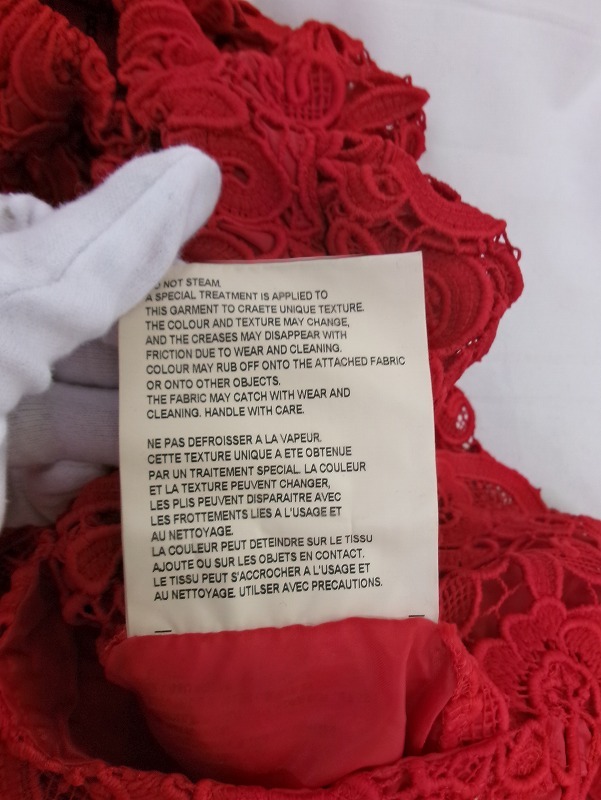 DO NOT STEAM.
A SPECIAL TREATMENT IS APPLIED TO
THIS GARMENT TO CRAETE UNIQUE TEXTURE.
THE COLOUR AND TEXTURE MAY CHANGE,
AND THE CREASES MAY DISAPPEAR WITH
FRICTION DUE TO WEAR AND CLEANING.
COLOUR MAY RUB OFF ONTO THE ATTACHED FABRIC
OR ONTO OTHER OBJECTS.
THE FABRIC MAY CATCH WITH WEAR AND
CLEANING. HANDLE WITH CARE.
NE PAS DEFROISSER A LA VAPEUR.
CETTE TEXTURE UNIQUE A ETE OBTENUE
PAR UN TRAITEMENT SPECIAL. LA COULEUR
ET LA TEXTURE PEUVENT CHANGER,
LES PLIS PEUVENT DISPARAITRE AVEC
LES FROTTEMENTS LIES A L'USAGE ET
AU NETTOYAGE.
LA COULEUR PEUT DETEINDRE SUR LE TISSU
AJOUTE OU SUR LES OBJETS EN CONTACT.
LE TISSU PEUT S'ACCROCHER A L'USAGE ET
AU NETTOYAGE. UTILSER AVEC PRECAUTIONS.